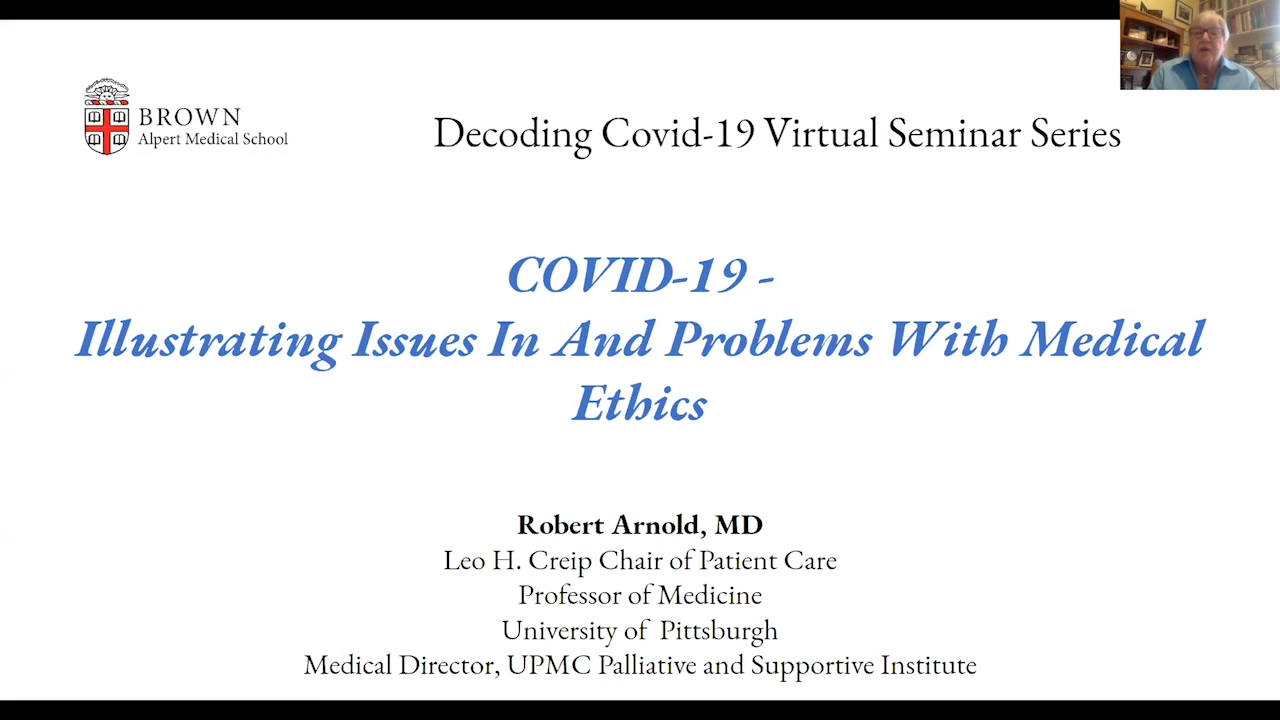 BROWN
Alpert Medical School
Decoding Covid-19 Virtual Seminar Series
COVID-19 -
Illustrating Issues In And Problems With Medical
Ethics
Robert Arnold, MD
Leo H. Creip Chair of Patient Care
Professor of Medicine
University of Pittsburgh
Medical Director, UPMC Palliative and Supportive Institute